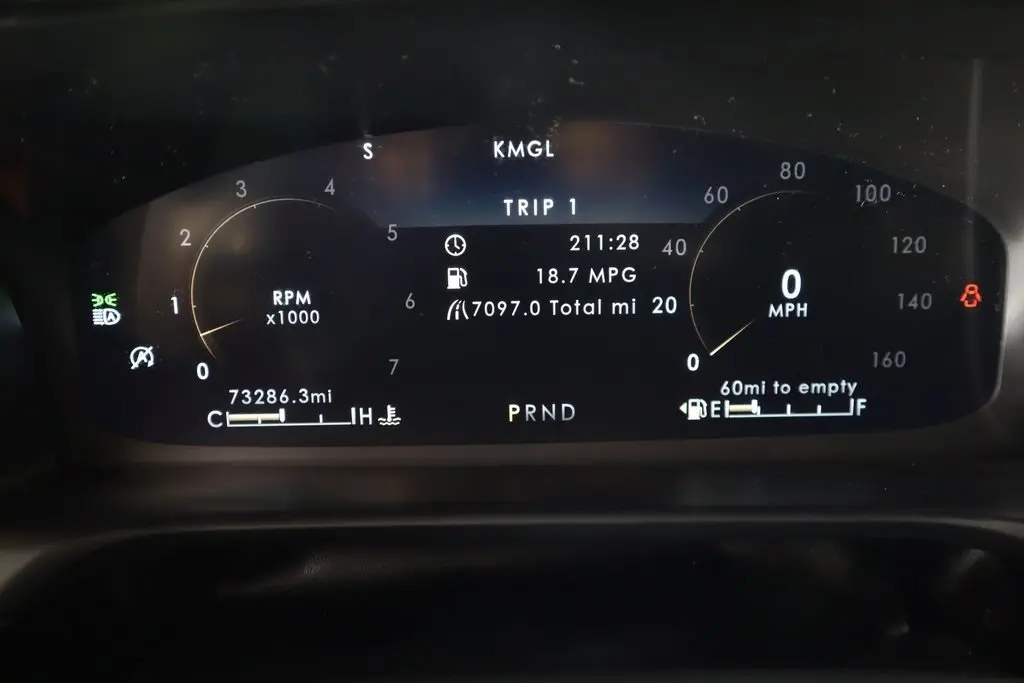 S
KMGL
TRIP 1
211:28
18.7 MPG
7097.0 Total mi
0
1
2
3
4
5
6
7
RPM
x1000
0
20
40
60
80
100
120
140
160
0
MPH
73286.3mi
C H
PRND
60mi to empty
E F